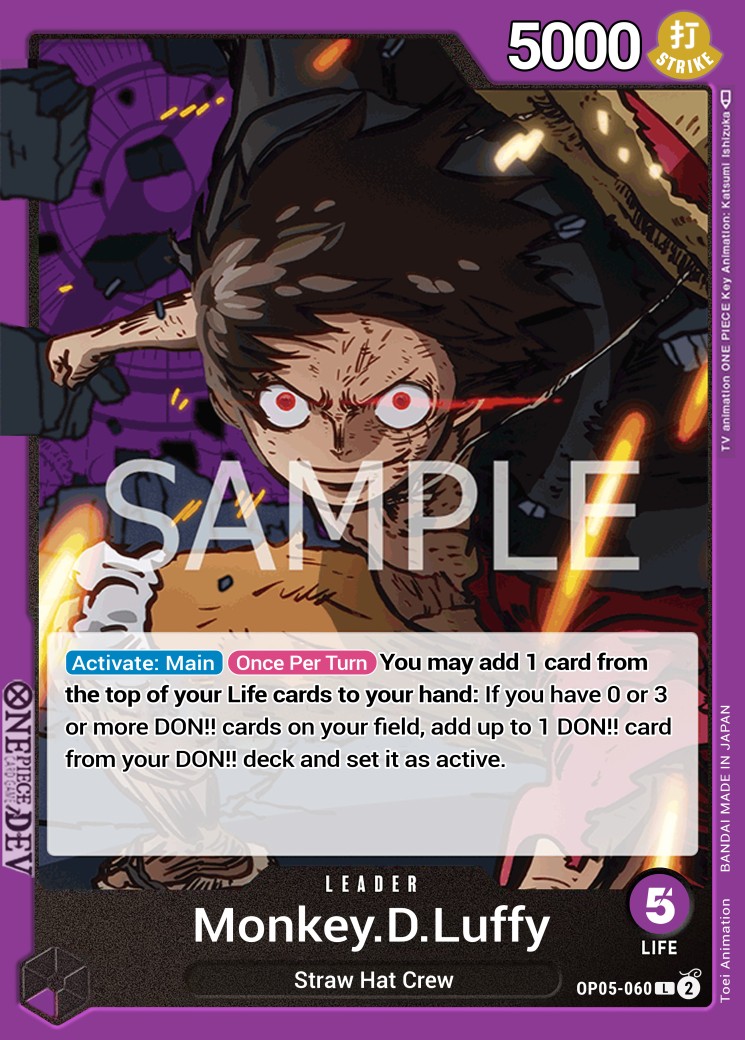 5000
打
STRIKE
TV animation ONE PIECE Key Animation: Katsumi Ishizuka
SAMPLE
Activate: Main Once Per Turn You may add 1 card from
the top of your Life cards to your hand: If you have 0 or 3
or more DON!! cards on your field, add up to 1 DON!! card
from your DON!! deck and set it as active.
ONE PIECE
CARD GAME
DEV
BANDAI MADE IN JAPAN
Toei Animation
LEADER
Monkey.D.Luffy
5
LIFE
Straw Hat Crew
OP05-060 L 2